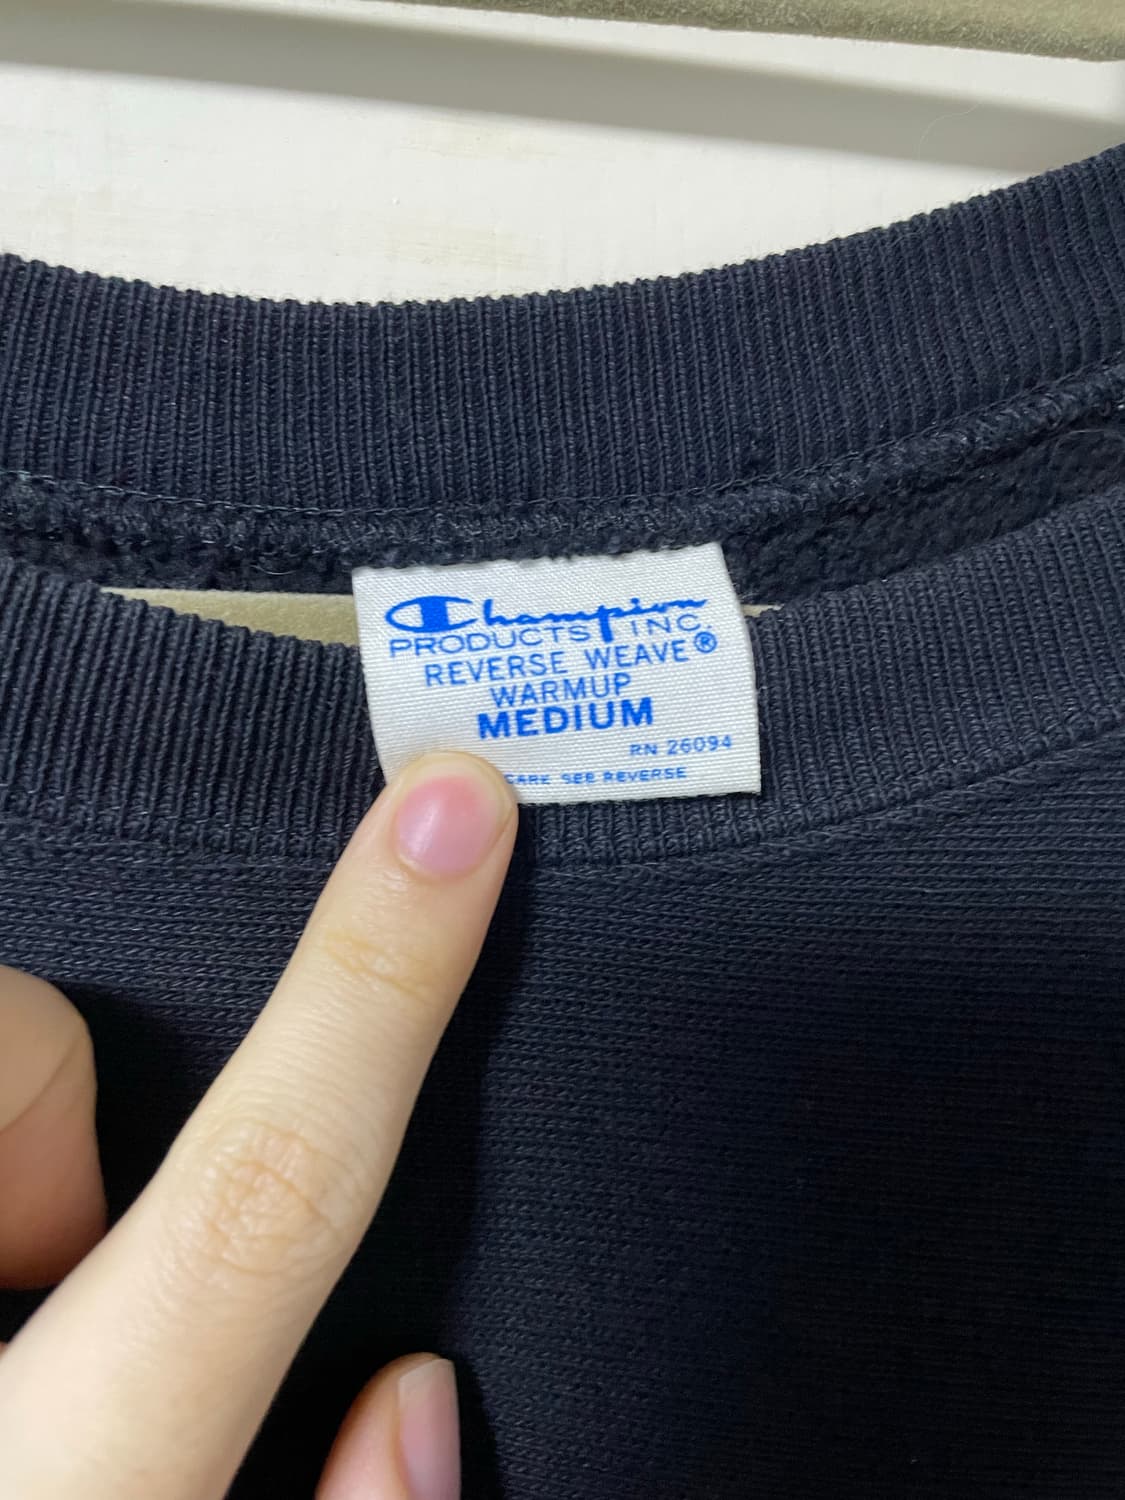 Champion
PRODUCTS INC.
REVERSE WEAVE®
WARMUP
MEDIUM
RN 26094
CARE SEE REVERSE